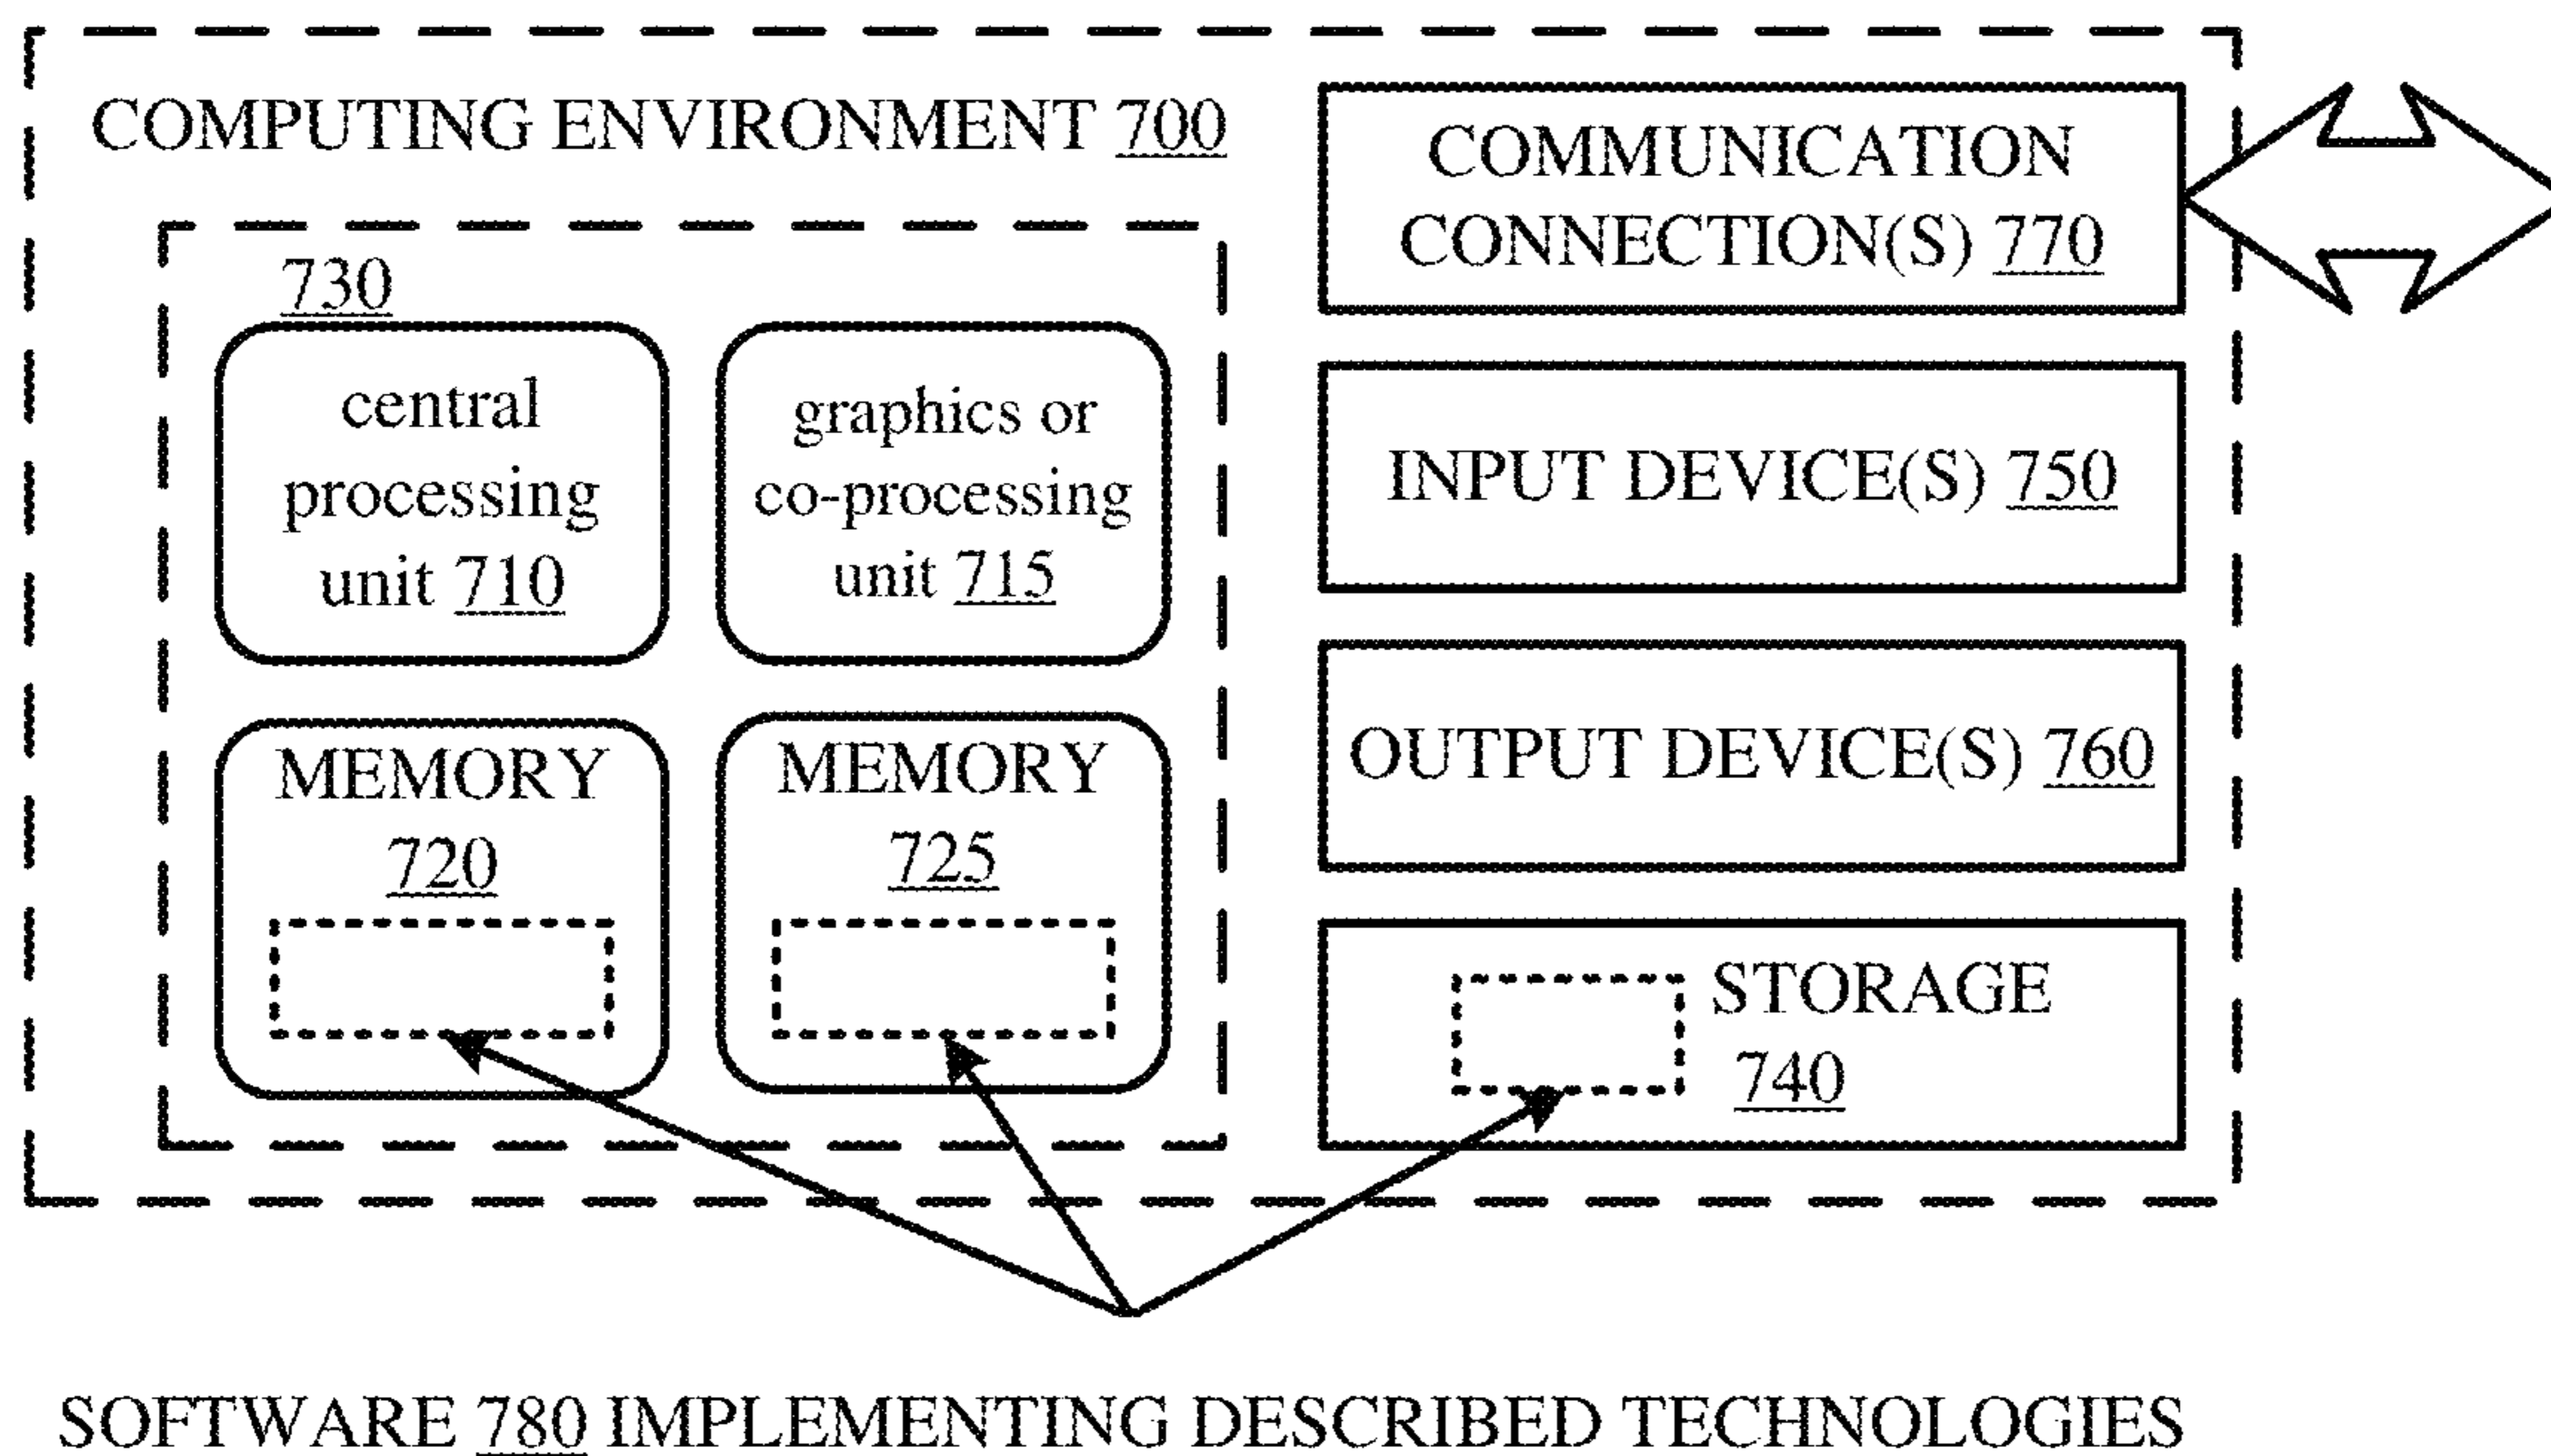 COMPUTING ENVIRONMENT 700
730
central
processing
unit 710
graphics or
co-processing
unit 715
MEMORY
720
MEMORY
725
COMMUNICATION
CONNECTION(S) 770
INPUT DEVICE(S) 750
OUTPUT DEVICE(S) 760
STORAGE
740
SOFTWARE 780 IMPLEMENTING DESCRIBED TECHNOLOGIES